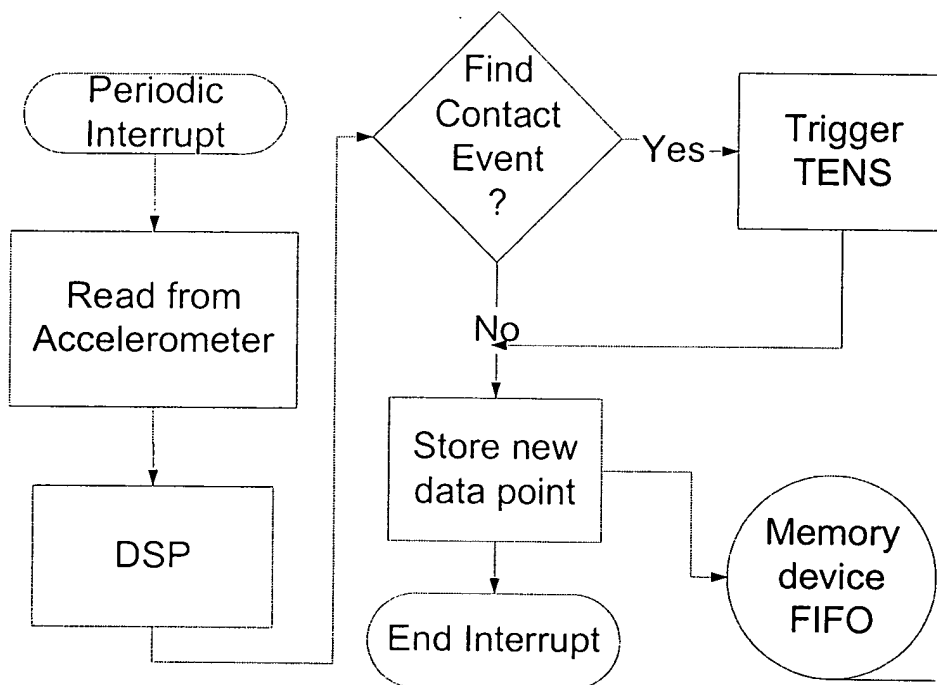 Periodic
Interrupt
Read from
Accelerometer
DSP
Find
Contact
Event
?
Yes
Trigger
TENS
No
Store new
data point
End Interrupt
Memory
device
FIFO